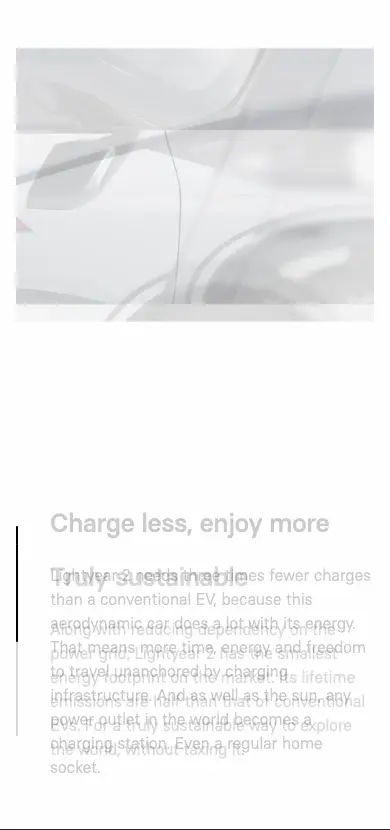 Charge less, enjoy more
Truly sustainable
Lightyear 2 needs three times fewer charges
than a conventional EV, because this
aerodynamic car does a lot with its energy.
That means more time, energy and freedom
to travel unanchored by charging
infrastructure. And as well as the sun, any
power outlet in the world becomes a
charging station. Even a regular home
socket.
Along with reducing dependency on the
power grid, Lightyear 2 has the smallest
energy footprint on the market. Its lifetime
emissions are half than that of conventional
EVs. For a truly sustainable way to explore
the world, without taxing it.